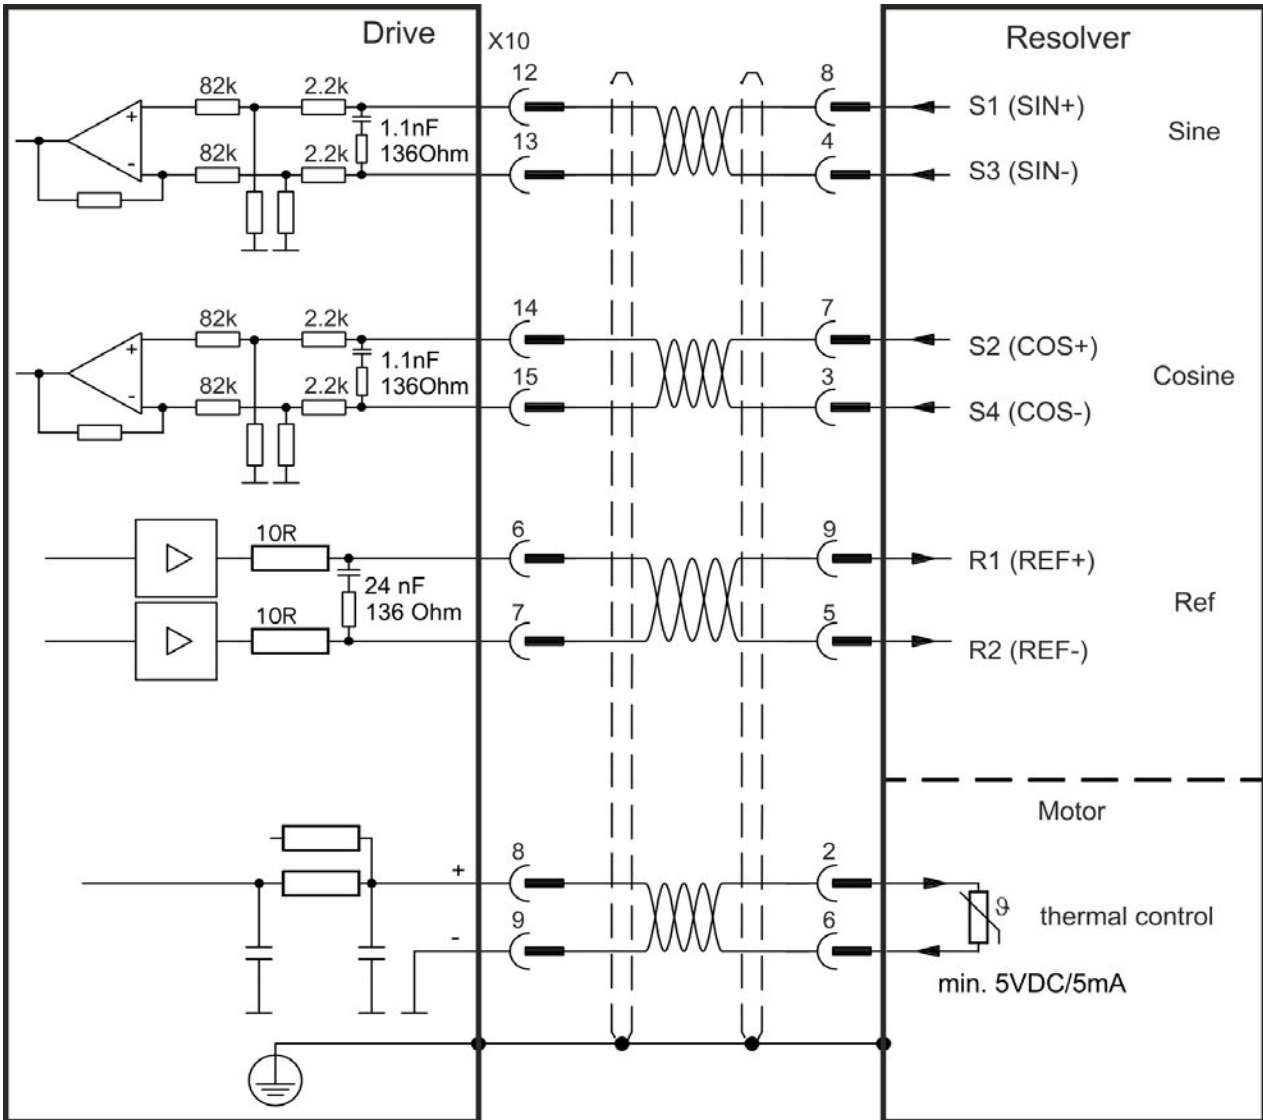 Drive
X10
Resolver
82k
2.2k
12
8
S1 (SIN+)
+
1.1nF
136Ohm
Sine
82k
2.2k
13
4
-
S3 (SIN-)
82k
2.2k
14
7
S2 (COS+)
+
1.1nF
136Ohm
Cosine
82k
2.2k
15
3
-
S4 (COS-)
10R
6
9
R1 (REF+)
24 nF
136 Ohm
Ref
10R
7
5
R2 (REF-)
Motor
+
8
2
ϑ
thermal control
-
9
6
min. 5VDC/5mA